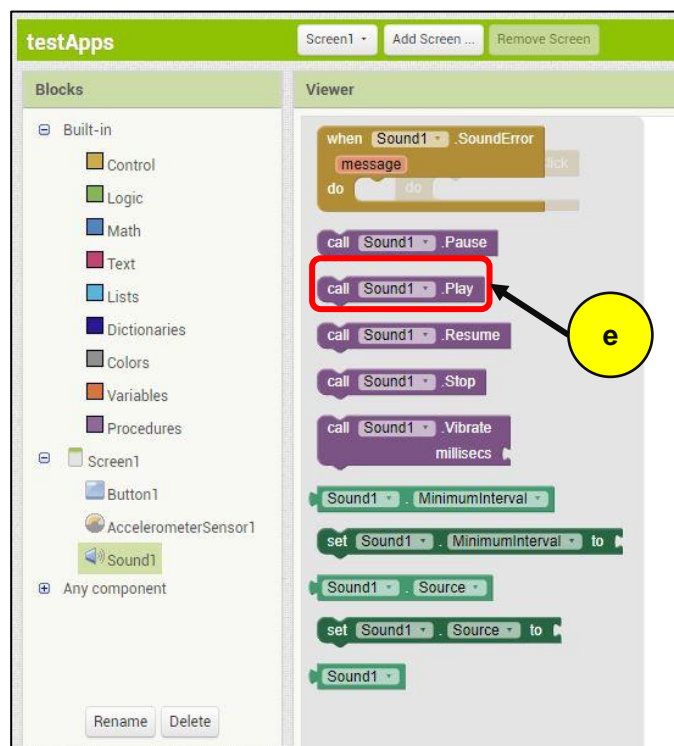 testApps
Screen1
Add Screen ...
Remove Screen
Blocks
Viewer
Built-in
Control
Logic
Math
Text
Lists
Dictionaries
Colors
Variables
Procedures
Screen1
Button1
AccelerometerSensor1
Sound1
Any component
Rename
Delete
when Sound1 .SoundError
message
do
do
Click
call Sound1 .Pause
call Sound1 .Play
e
call Sound1 .Resume
call Sound1 .Stop
call Sound1 .Vibrate
millisecs
Sound1 . MinimumInterval
set Sound1 . MinimumInterval to
Sound1 . Source
set Sound1 . Source to
Sound1